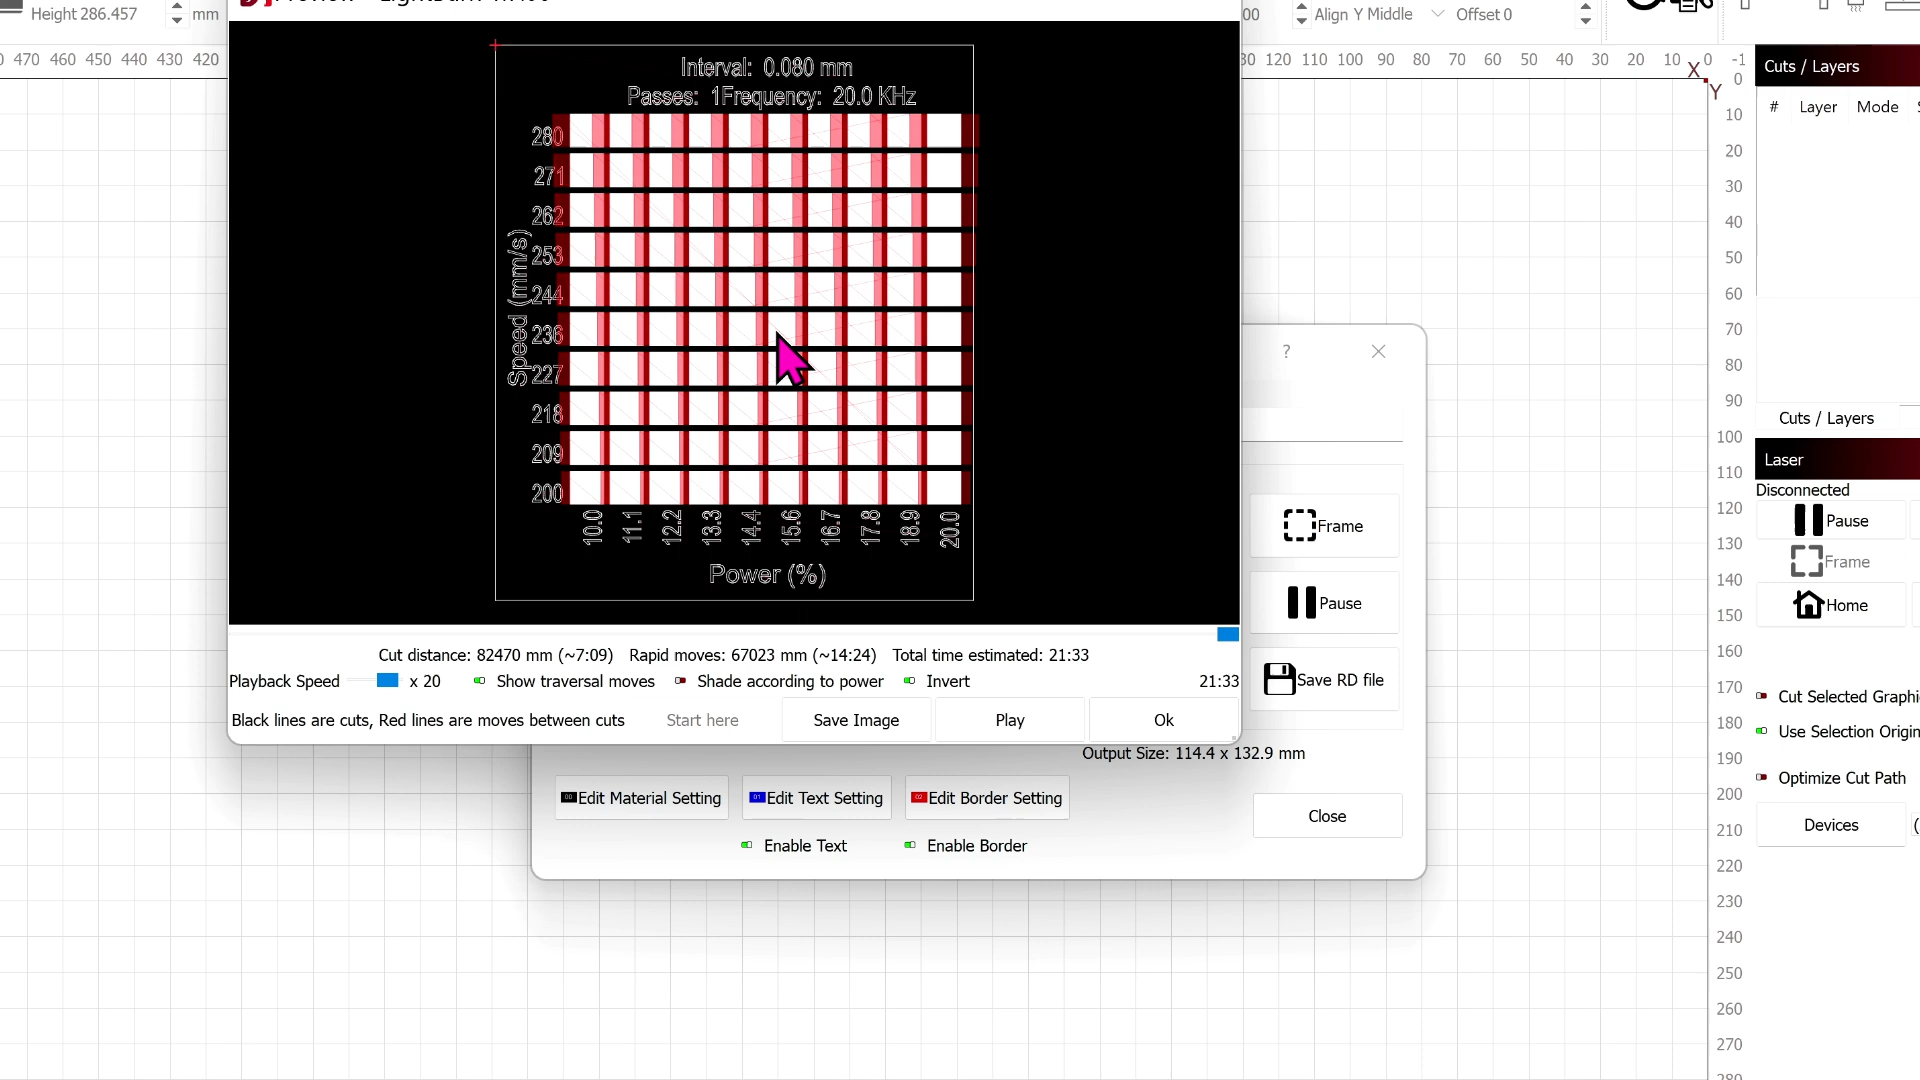 Height 286.457 mm
Align Y Middle Offset 0
470 460 450 440 430 420
120 110 100 90 80 70 60 50 40 30 20 10 X 0 -1
0
Y
10
20
30
40
50
60
70
80
90
100
110
120
130
140
150
160
170
180
190
200
210
220
230
240
250
260
270
280
Interval: 0.080 mm
Passes: 1Frequency: 20.0 KHz
Speed (mm/s)
280
271
262
253
244
236
227
218
209
200
10.0 11.1 12.2 13.3 14.4 15.6 16.7 17.8 18.9 20.0
Power (%)
Cut distance: 82470 mm (~7:09) Rapid moves: 67023 mm (~14:24) Total time estimated: 21:33
Playback Speed x 20 Show traversal moves Shade according to power Invert 21:33
Black lines are cuts, Red lines are moves between cuts Start here Save Image Play Ok
?
Frame
Pause
Save RD file
Output Size: 114.4 x 132.9 mm
00 Edit Material Setting 01 Edit Text Setting 02 Edit Border Setting
Enable Text Enable Border
Close
Cuts / Layers
# Layer Mode
Cuts / Layers
Laser
Disconnected
Pause
Frame
Home
Cut Selected Graphi
Use Selection Origin
Optimize Cut Path
Devices